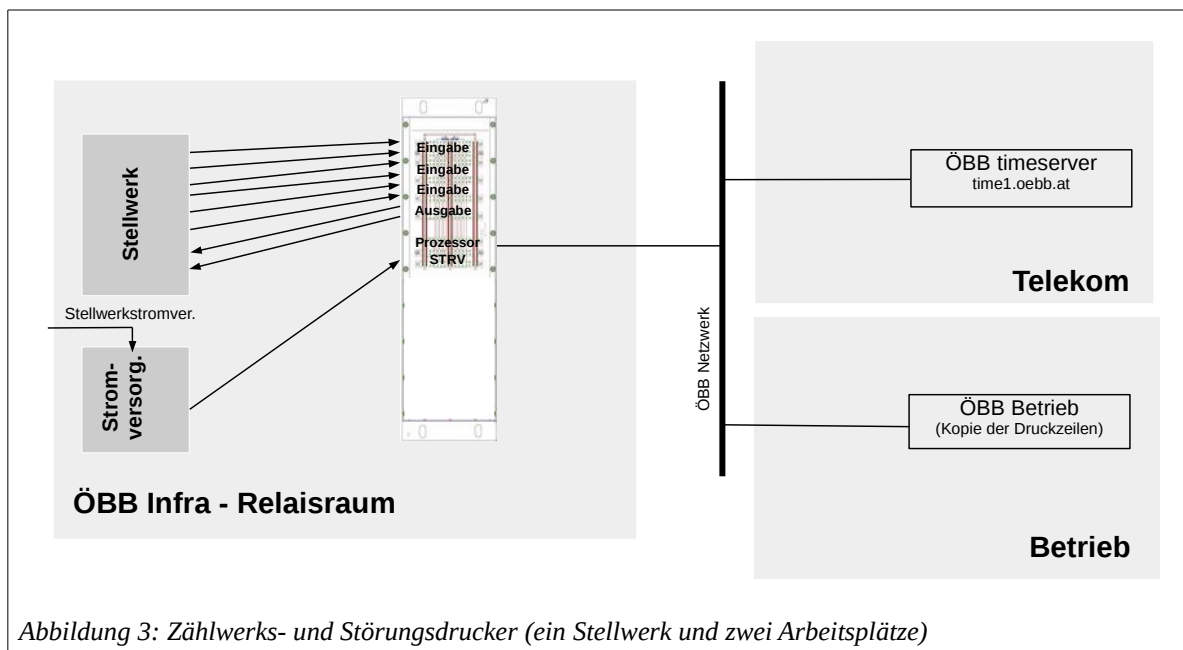 Stellwerk
Eingabe
Eingabe
Eingabe
Ausgabe
Prozessor
STRV
Stellwerkstromver.
Strom-
versorg.
ÖBB Infra - Relaisraum
ÖBB Netzwerk
ÖBB timeserver
time1.oebb.at
Telekom
ÖBB Betrieb
(Kopie der Druckzeilen)
Betrieb
Abbildung 3: Zählwerks- und Störungsdrucker (ein Stellwerk und zwei Arbeitsplätze)